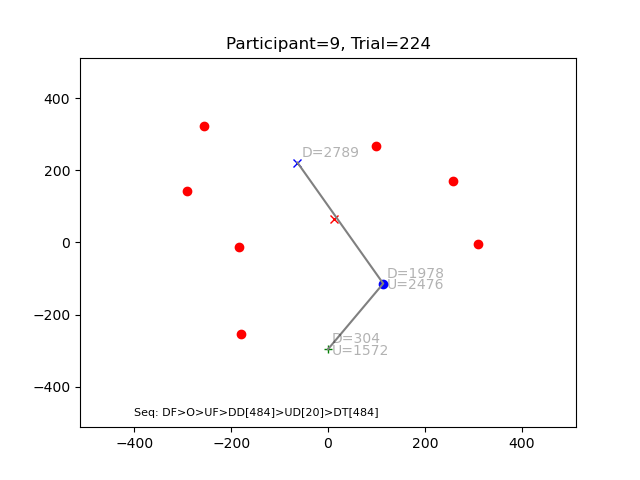 Participant=9, Trial=224
400
200
0
−200
−400
D=2789
D=1978
U=2476
D=304
U=1572
Seq: DF>O>UF>DD[484]>UD[20]>DT[484]
−400
−200
0
200
400